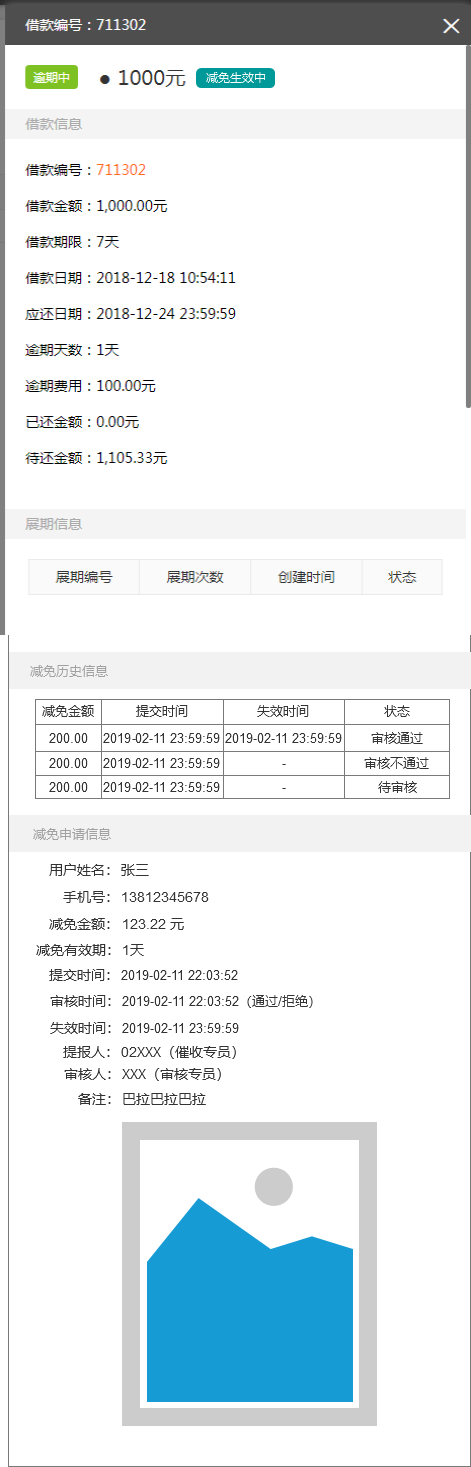 借款编号：711302
逾期中 ● 1000元 减免生效中
借款信息
借款编号：711302
借款金额：1,000.00元
借款期限：7天
借款日期：2018-12-18 10:54:11
应还日期：2018-12-24 23:59:59
逾期天数：1天
逾期费用：100.00元
已还金额：0.00元
待还金额：1,105.33元
展期信息
展期编号 展期次数 创建时间 状态
减免历史信息
减免金额 提交时间 失效时间 状态
200.00 2019-02-11 23:59:59 2019-02-11 23:59:59 审核通过
200.00 2019-02-11 23:59:59 - 审核不通过
200.00 2019-02-11 23:59:59 - 待审核
减免申请信息
用户姓名： 张三
手机号： 13812345678
减免金额： 123.22 元
减免有效期： 1天
提交时间： 2019-02-11 22:03:52
审核时间： 2019-02-11 22:03:52（通过/拒绝）
失效时间： 2019-02-11 23:59:59
提报人： 02XXX（催收专员）
审核人： XXX（审核专员）
备注： 巴拉巴拉巴拉